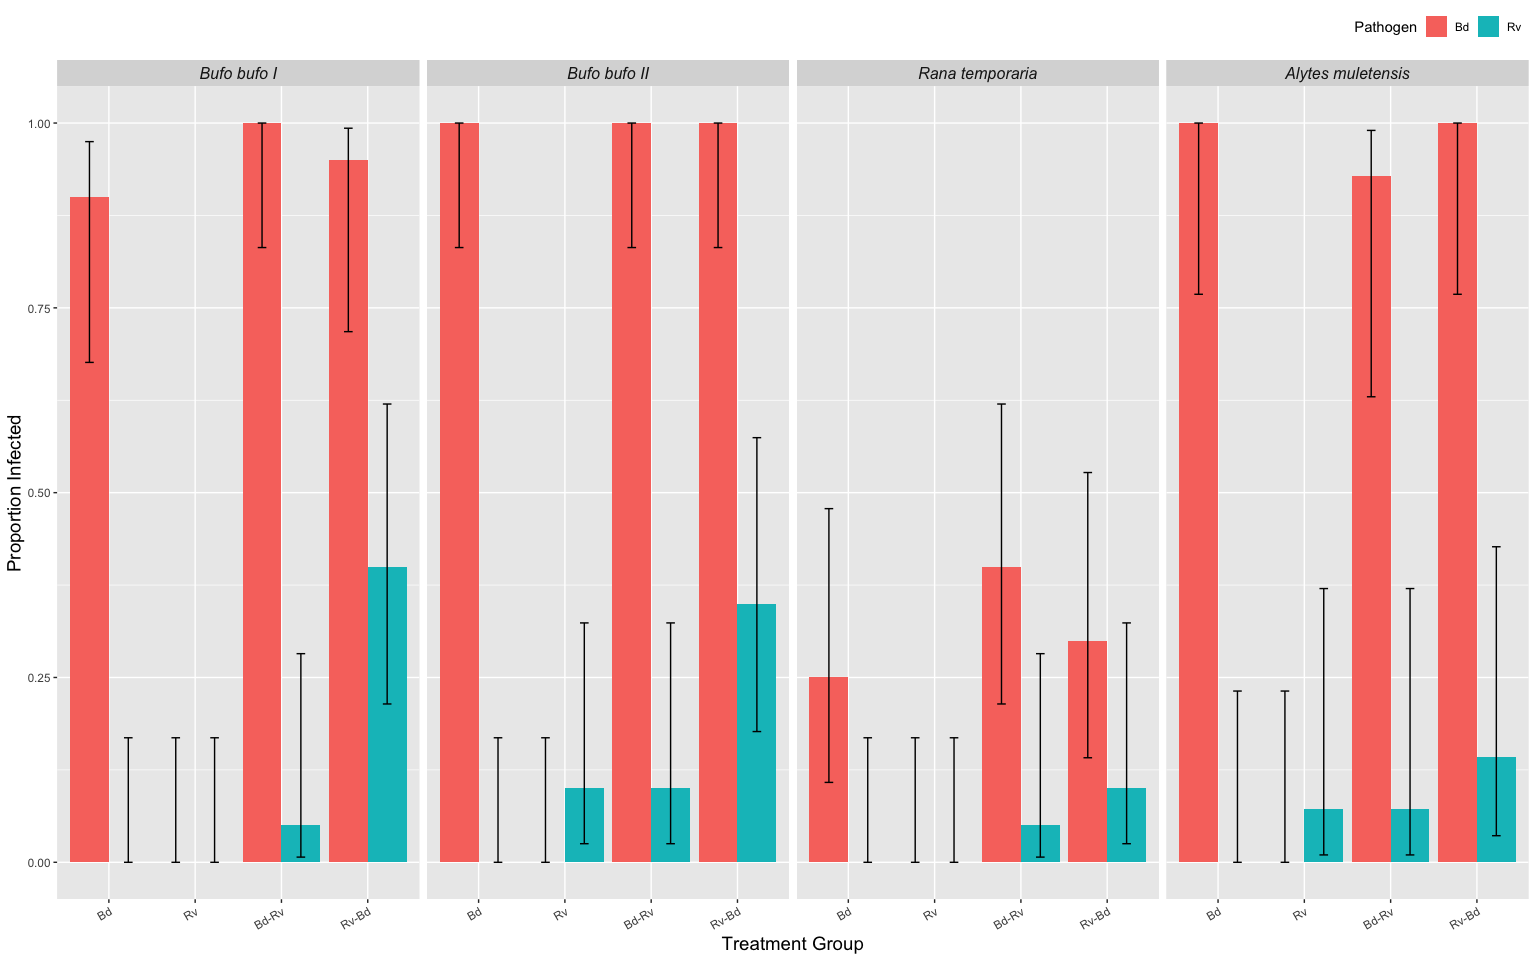 Pathogen Bd Rv
Bufo bufo I Bufo bufo II Rana temporaria Alytes muletensis
1.00
0.75
0.50
0.25
0.00
Proportion Infected
Bd Rv Bd-Rv Rv-Bd Bd Rv Bd-Rv Rv-Bd Bd Rv Bd-Rv Rv-Bd Bd Rv Bd-Rv Rv-Bd
Treatment Group